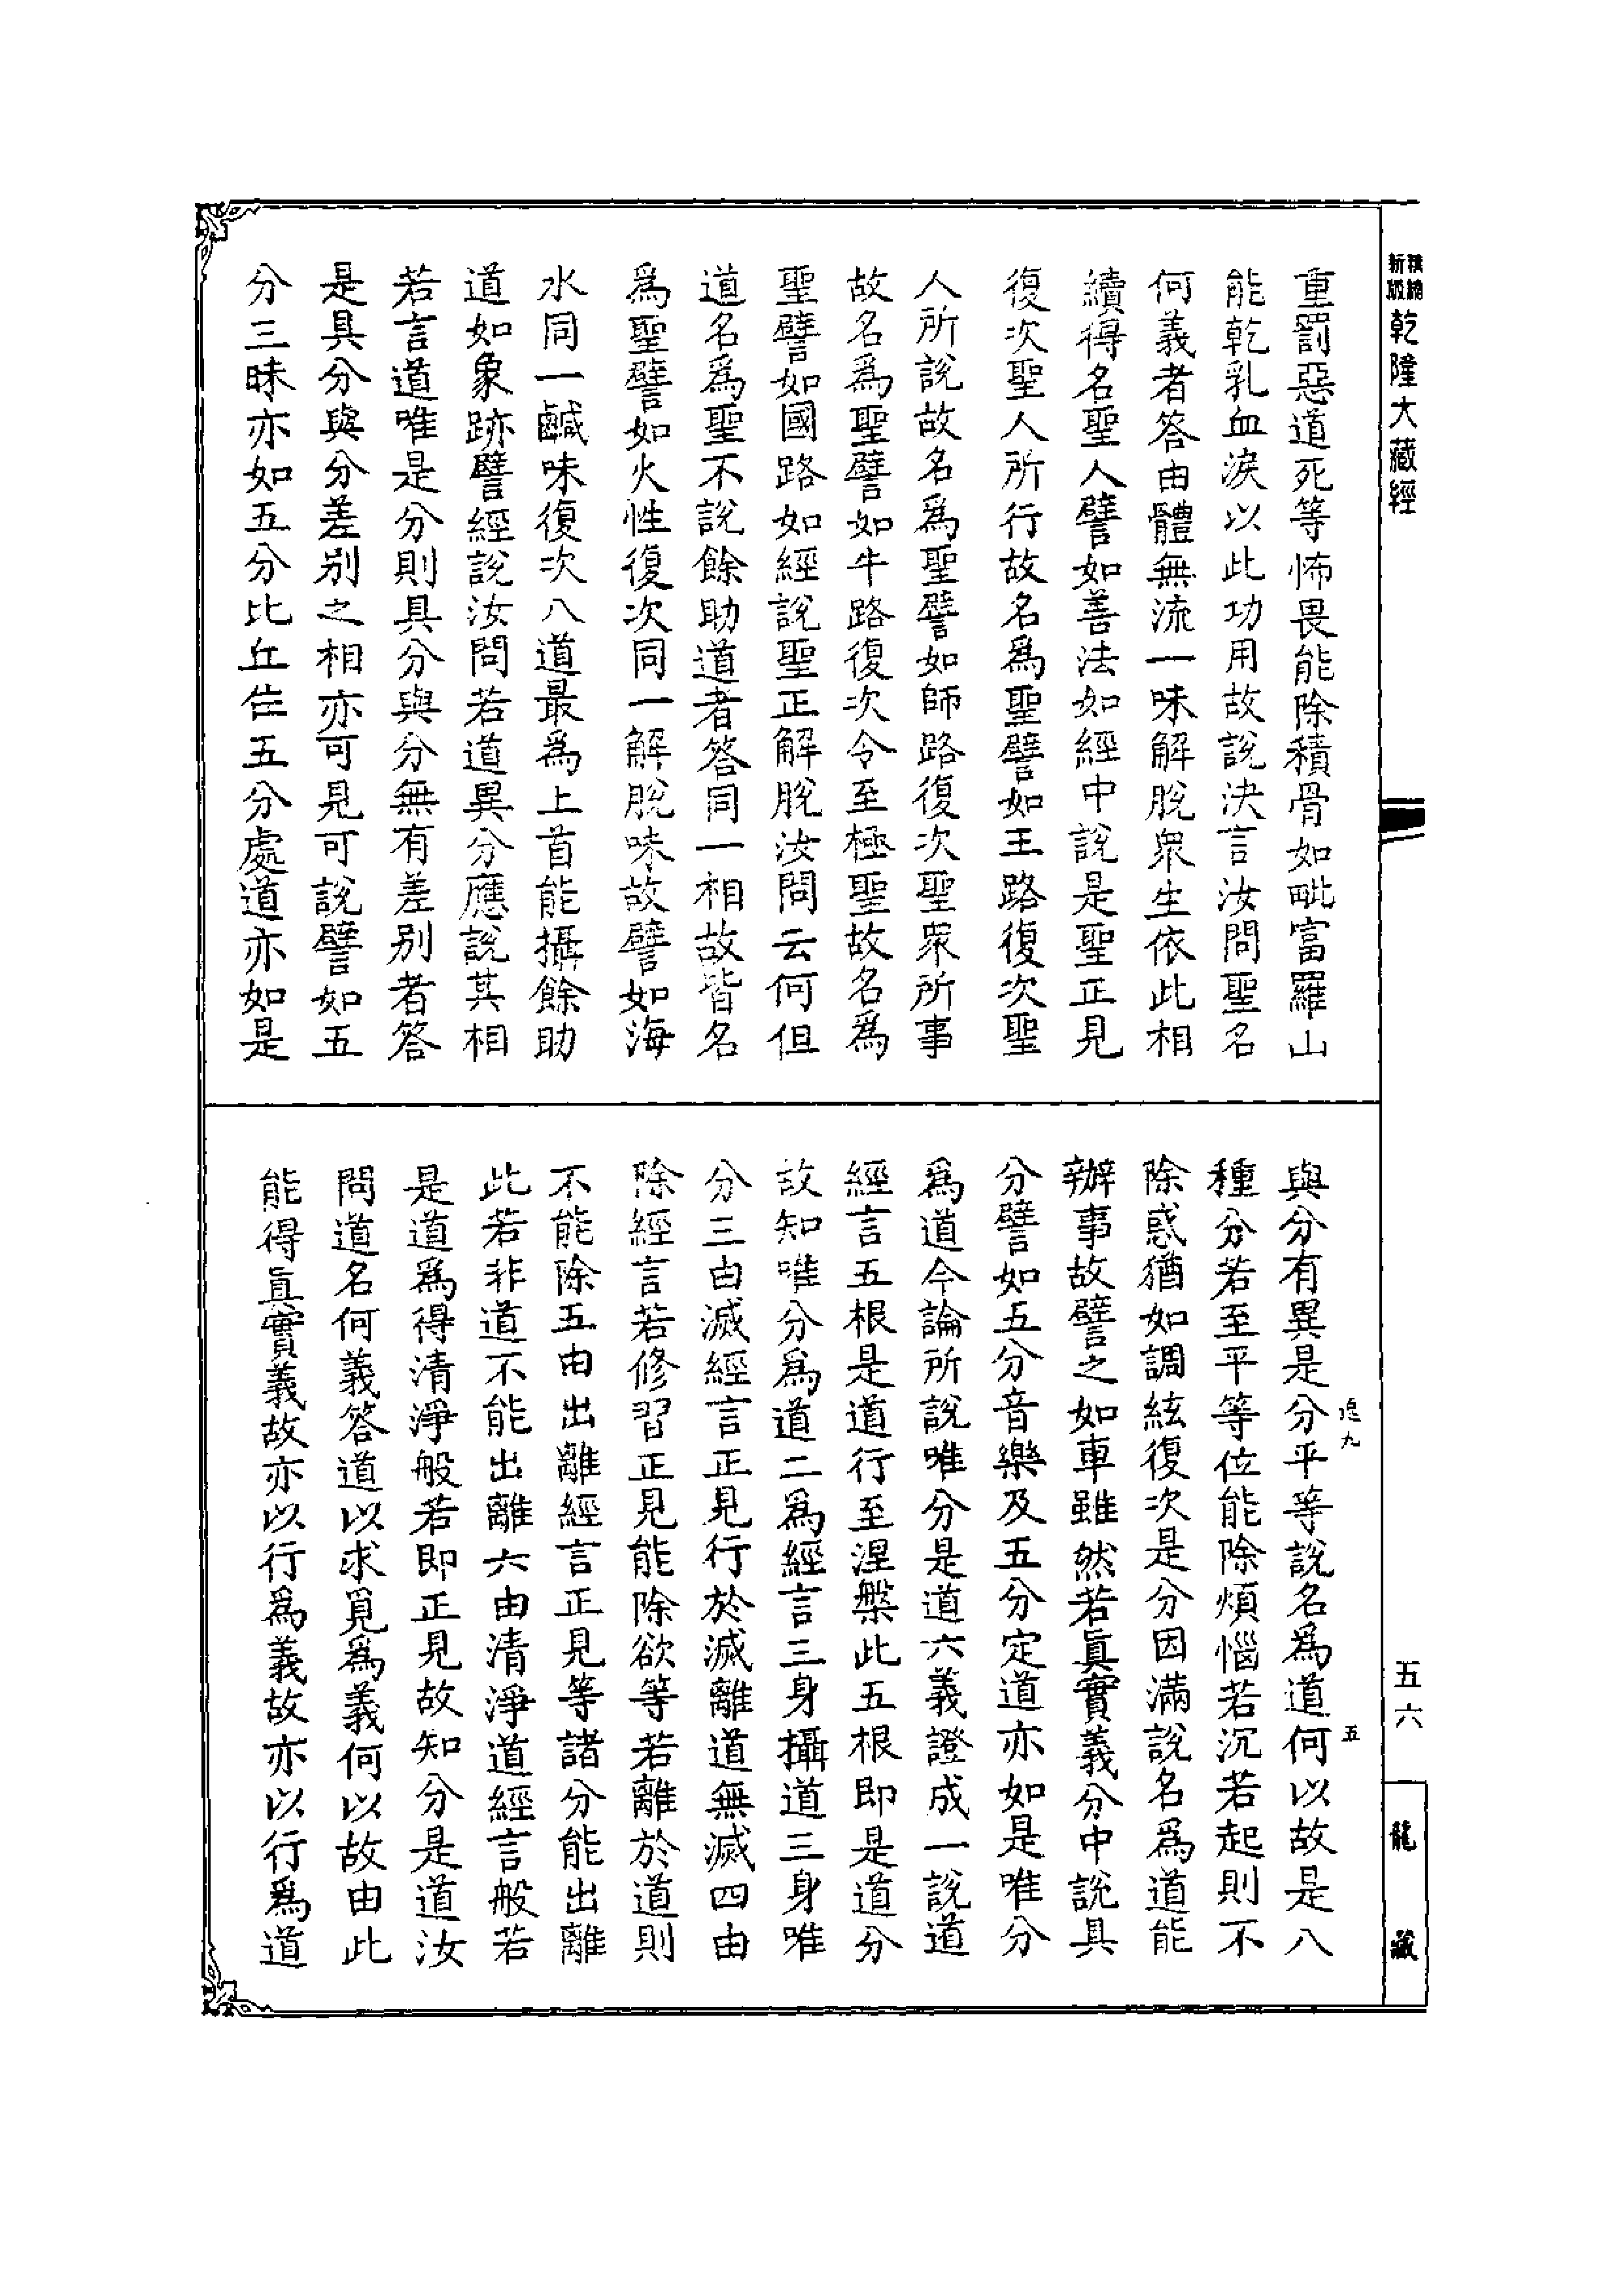 新版
精縮
乾隆大藏經
重罰惡道死等怖畏能除積骨如毗富羅山
能乾乳血淚以此功用故說決言汝問聖名
何義者答由體無流一味解脫衆生依此相
續得名聖人譬如善法如經中說是聖正見
復次聖人所行故名爲聖譬如王路復次聖
人所說故名爲聖譬如師路復次聖衆所事
故名爲聖譬如牛路復次令至極聖故名爲
聖譬如國路如經說聖正解脫汝問云何但
道名爲聖不說餘助道者答同一相故皆名
爲聖譬如火性復次同一解脫味故譬如海
水同一鹹味復次八道最爲上首能攝餘助
道如象跡譬經說汝問若道異分應說其相
若言道唯是分則具分與分無有差别者答
是具分與分差别之相亦可見可說譬如五
分三昧亦如五分比丘住五分處道亦如是
與分有異是分平等說名爲道何以故是八
種分若至平等位能除煩惱若沉若起則不
除惑猶如調絃復次是分因滿說名爲道能
辦事故譬之如車雖然若眞實義分中說具
分譬如五分音樂及五分定道亦如是唯分
爲道今論所說唯分是道六義證成一說道
經言五根是道行至涅槃此五根即是道分
故知唯分爲道二爲經言三身攝道三身唯
分三由滅經言正見行於滅離道無滅四由
除經言若修習正見能除欲等若離於道則
不能除五由出離經言正見等諸分能出離
此若非道不能出離六由清淨道經言般若
是道爲得清淨般若即正見故知分是道汝
問道名何義答道以求覓爲義何以故由此
能得眞實義故亦以行爲義故亦以行爲道
九
五
五六
龍藏